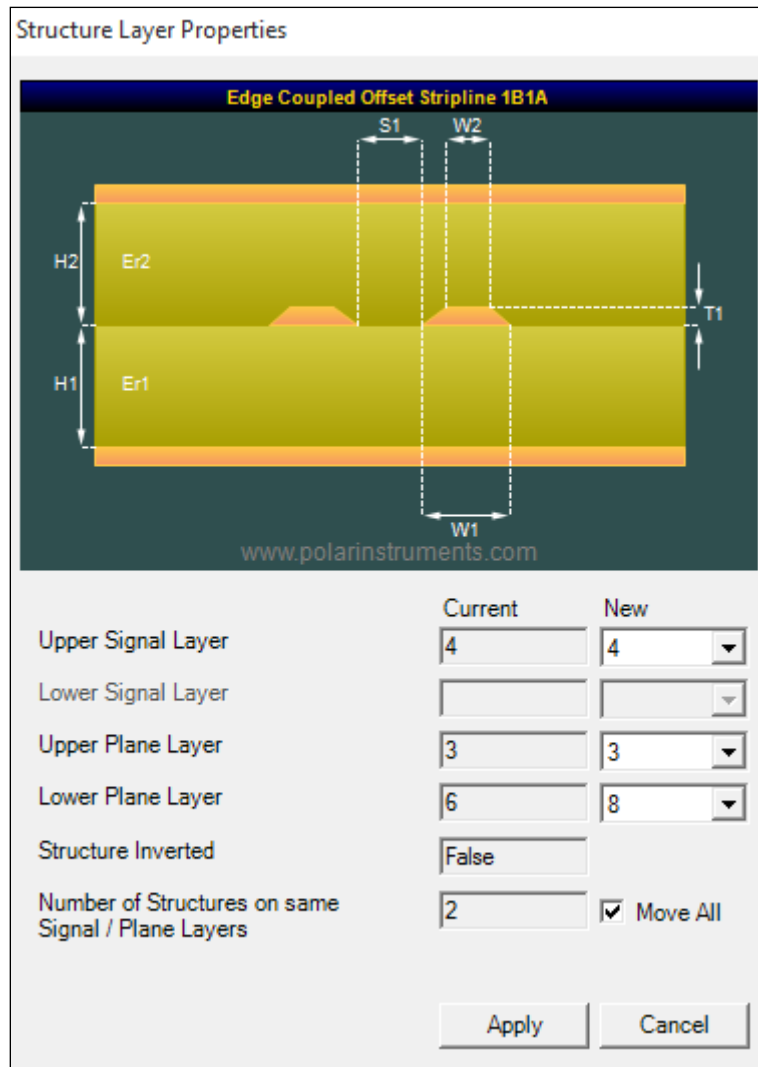 Structure Layer Properties
Edge Coupled Offset Stripline 1B1A
S1 W2
H2 Er2
T1
H1 Er1
W1
www.polarinstruments.com
Current New
Upper Signal Layer 4 4
Lower Signal Layer
Upper Plane Layer 3 3
Lower Plane Layer 6 8
Structure Inverted False
Number of Structures on same
Signal / Plane Layers 2 Move All
Apply Cancel